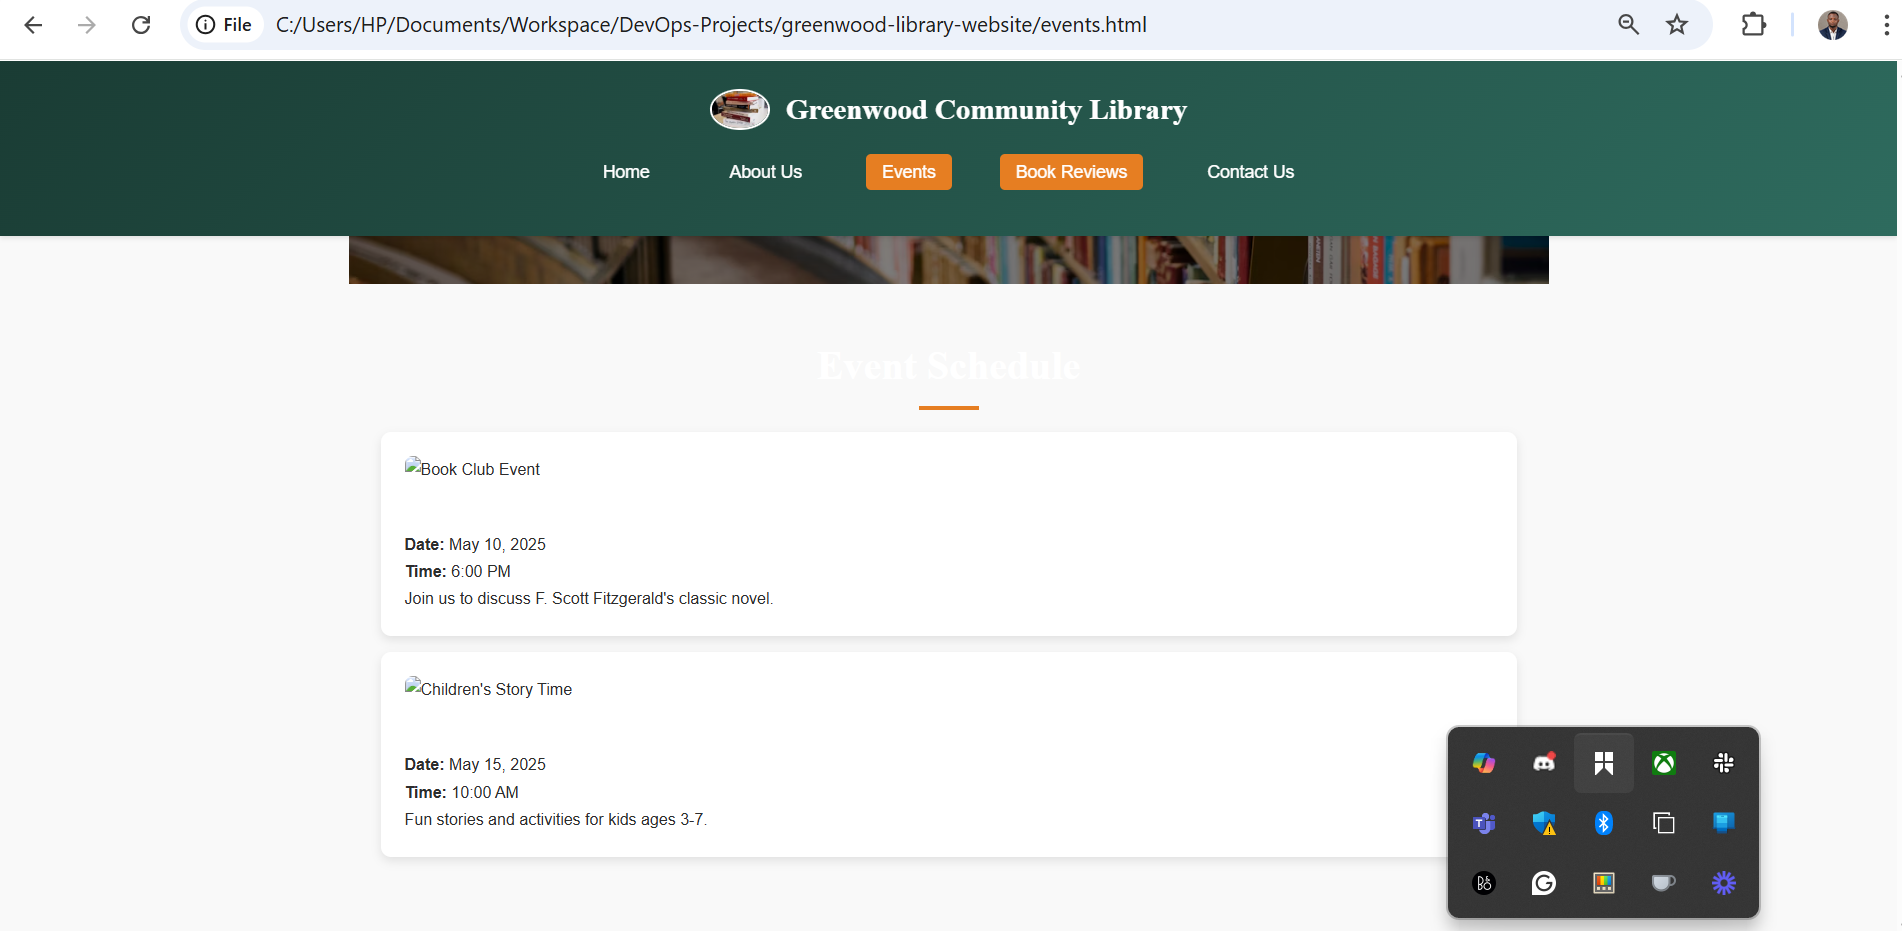 File C:/Users/HP/Documents/Workspace/DevOps-Projects/greenwood-library-website/events.html
Greenwood Community Library
Home About Us Events Book Reviews Contact Us
Event Schedule
Book Club Event
Date: May 10, 2025
Time: 6:00 PM
Join us to discuss F. Scott Fitzgerald's classic novel.
Children's Story Time
Date: May 15, 2025
Time: 10:00 AM
Fun stories and activities for kids ages 3-7.